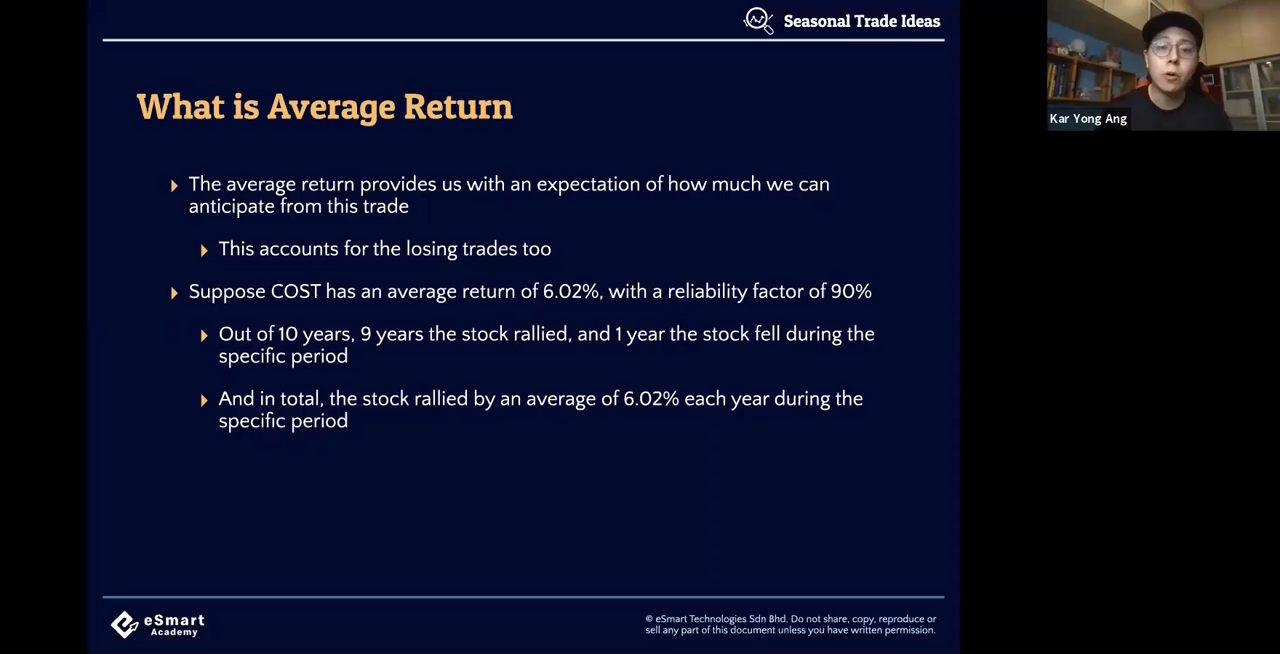 Seasonal Trade Ideas
Kar Yong Ang
What is Average Return
The average return provides us with an expectation of how much we can
anticipate from this trade
This accounts for the losing trades too
Suppose COST has an average return of 6.02%, with a reliability factor of 90%
Out of 10 years, 9 years the stock rallied, and 1 year the stock fell during the
specific period
And in total, the stock rallied by an average of 6.02% each year during the
specific period
eSmart
Academy
© eSmart Technologies Sdn Bhd. Do not share, copy, reproduce or
sell any part of this document unless you have written permission.